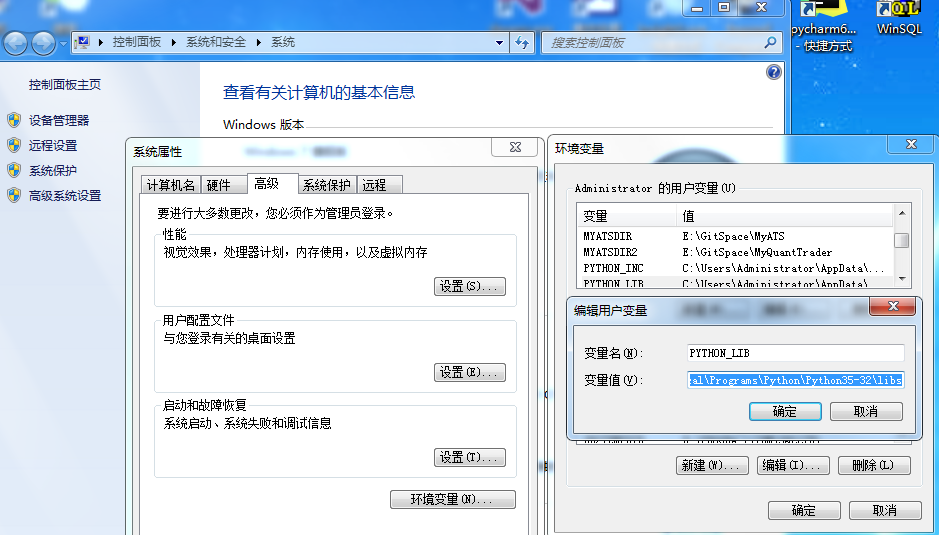 pycharm6...
- 快捷方式
WinSQL
控制面板 系统和安全 系统
搜索控制面板
控制面板主页
设备管理器
远程设置
系统保护
高级系统设置
查看有关计算机的基本信息
Windows 版本
系统属性
计算机名 硬件 高级 系统保护 远程
要进行大多数更改，您必须作为管理员登录。
性能
视觉效果，处理器计划，内存使用，以及虚拟内存
设置(S)...
用户配置文件
与您登录有关的桌面设置
设置(E)...
启动和故障恢复
系统启动、系统失败和调试信息
设置(T)...
环境变量(N)...
环境变量
Administrator 的用户变量(U)
变量 值
MYATSDIR E:\GitSpace\MyATS
MYATSDIR2 E:\GitSpace\MyQuantTrader
PYTHON_INC C:\Users\Administrator\AppData\...
PYTHON_LIB C:\Users\Administrator\AppData\
编辑用户变量
变量名(N): PYTHON_LIB
变量值(V): al\Programs\Python\Python35-32\libs
确定 取消
新建(W)... 编辑(I)... 删除(L)
确定 取消